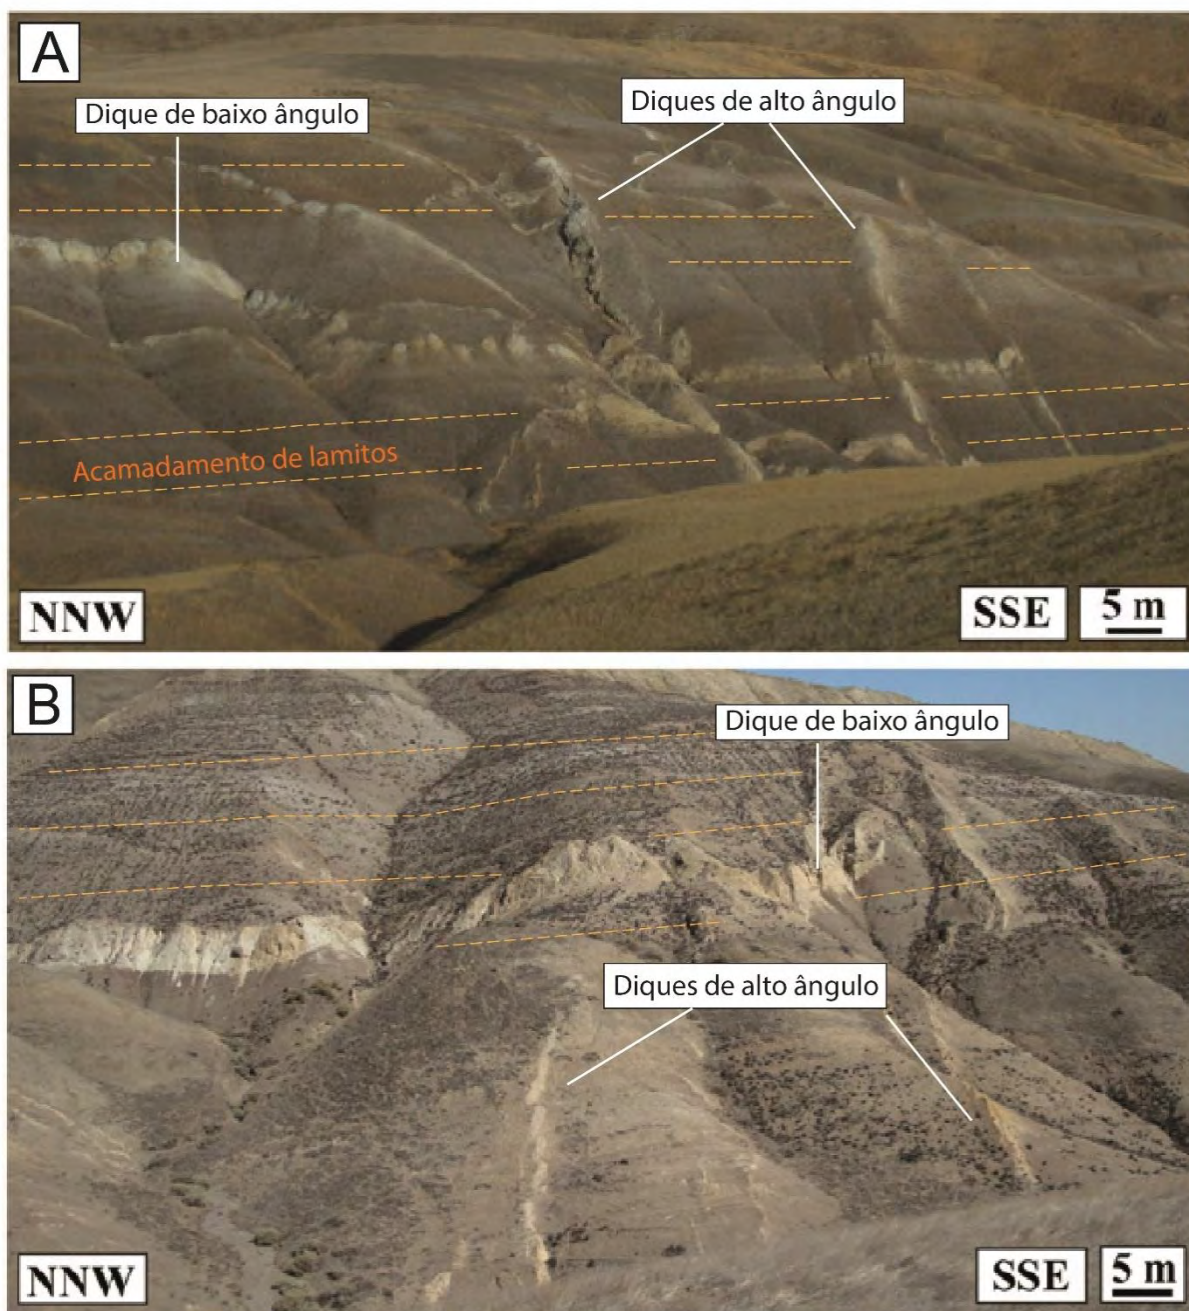 A
Dique de baixo ângulo
Diques de alto ângulo
Acamadamento de lamitos
NNW
SSE
5 m
B
Dique de baixo ângulo
Diques de alto ângulo
NNW
SSE
5 m